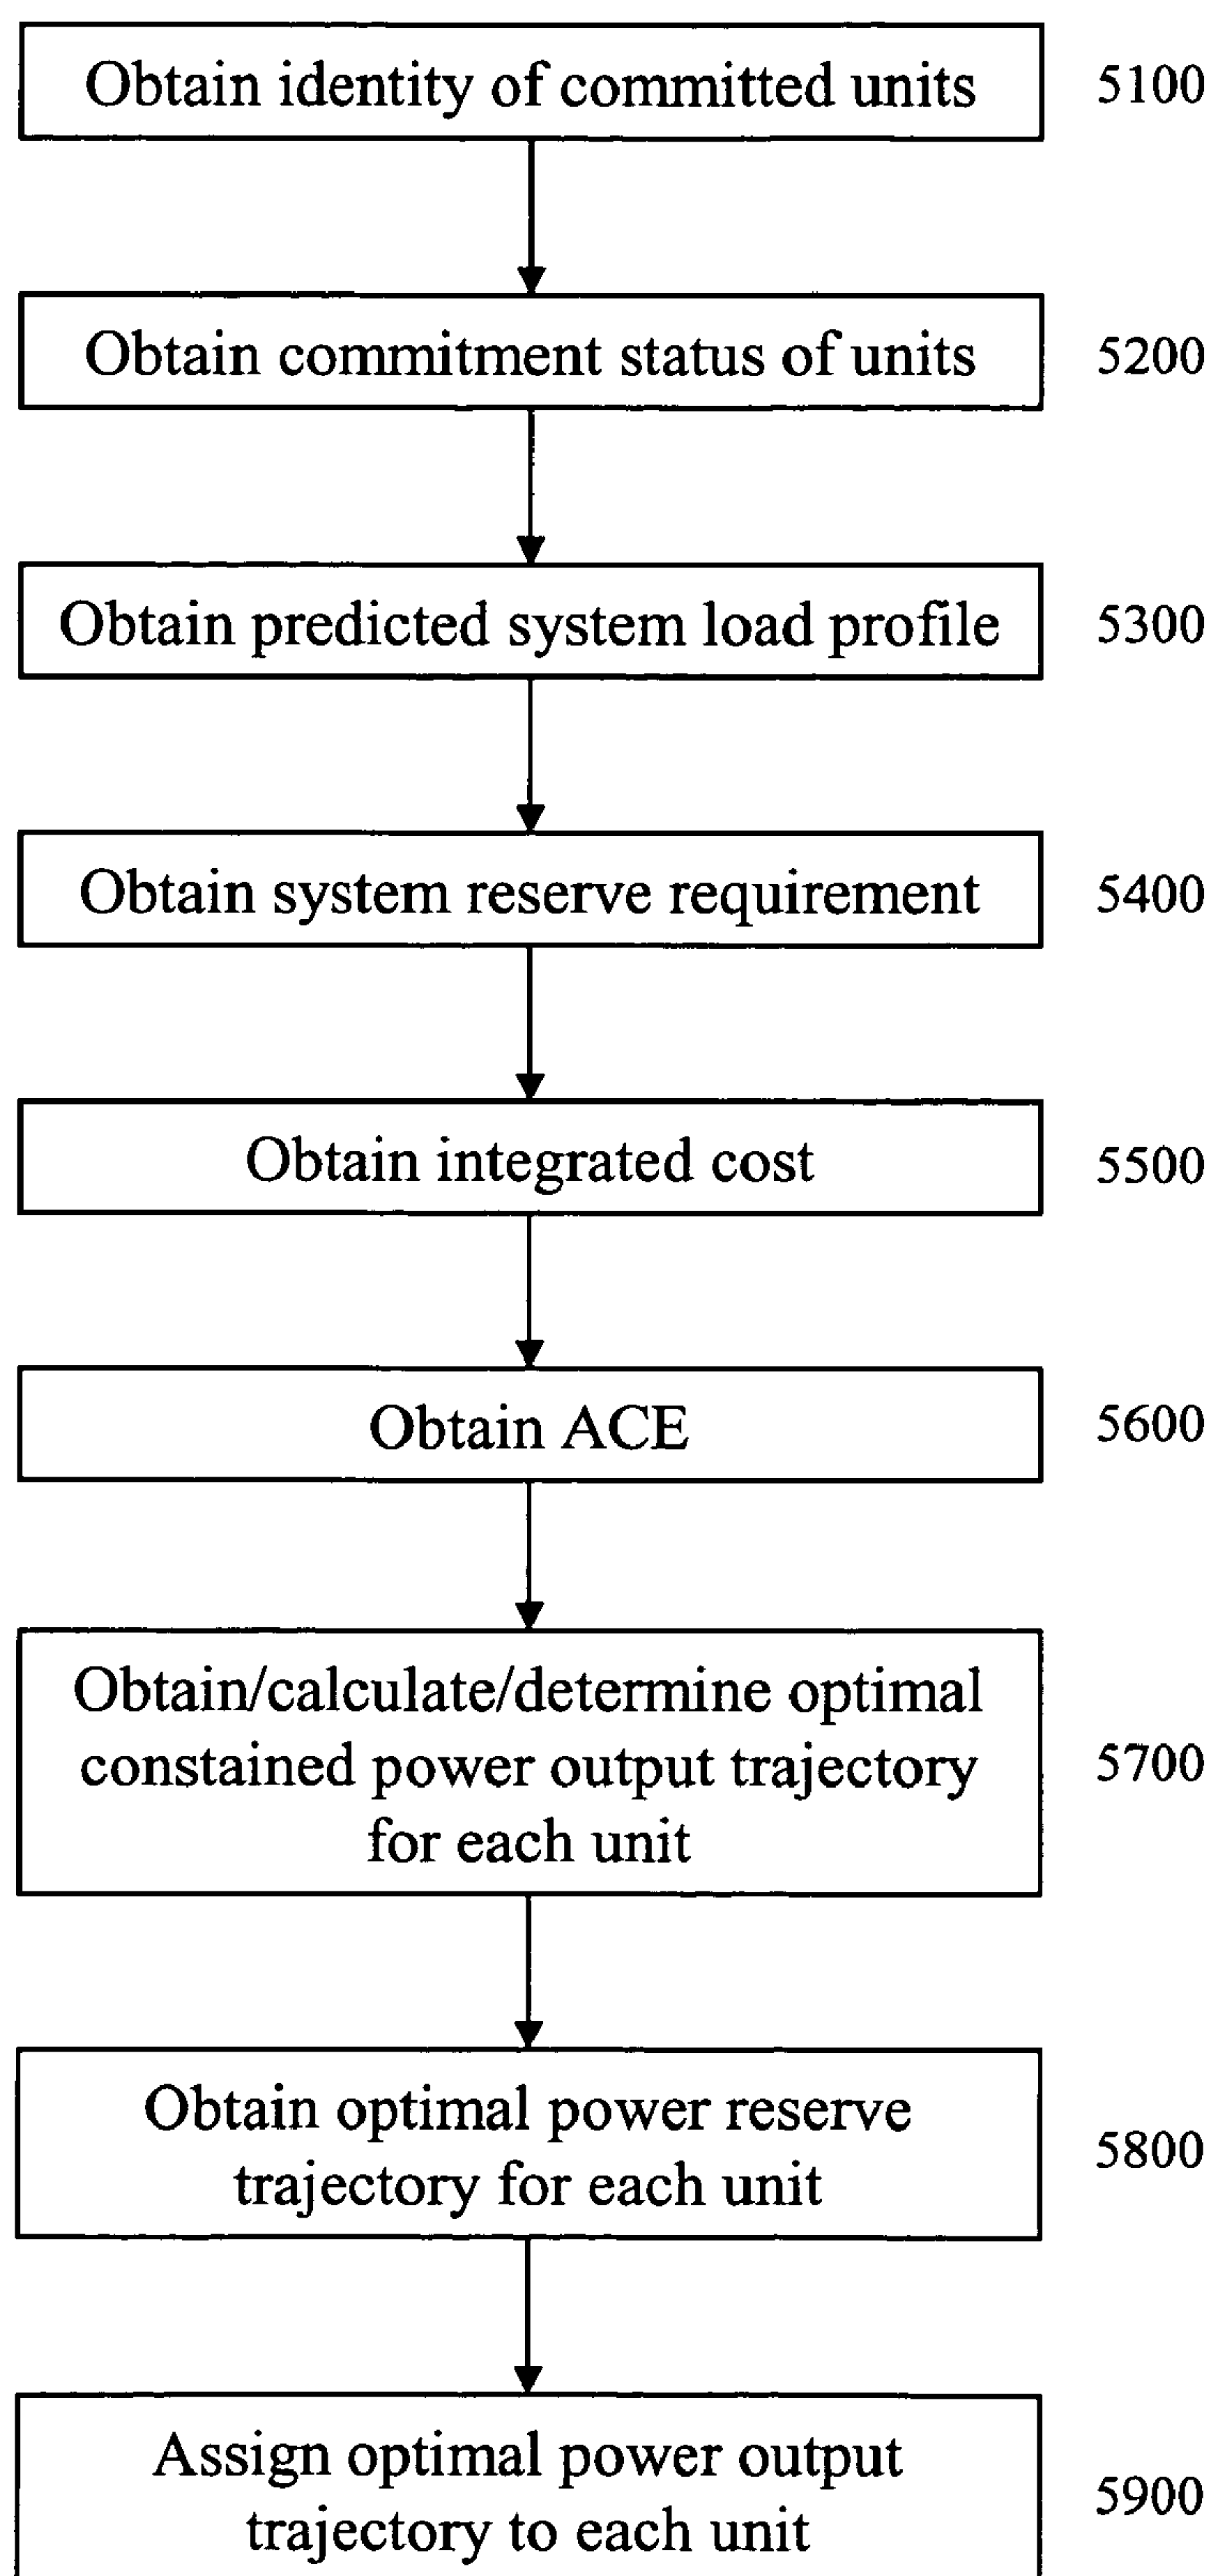 Obtain identity of committed units 5100
Obtain commitment status of units 5200
Obtain predicted system load profile 5300
Obtain system reserve requirement 5400
Obtain integrated cost 5500
Obtain ACE 5600
Obtain/calculate/determine optimal
constained power output trajectory 5700
for each unit
Obtain optimal power reserve
trajectory for each unit
5800
Assign optimal power output
trajectory to each unit
5900